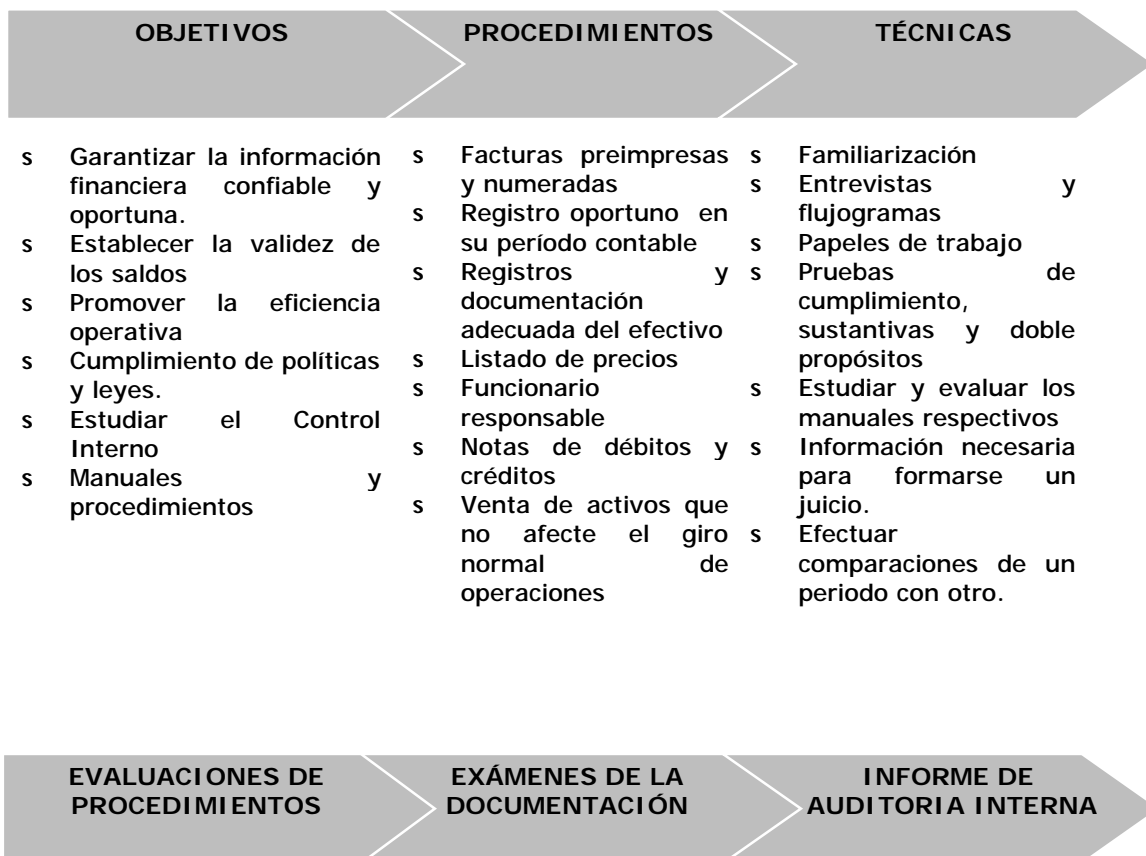 OBJETIVOS
PROCEDIMIENTOS
TÉCNICAS
s Garantizar la información
financiera confiable y
oportuna.
s Establecer la validez de
los saldos
s Promover la eficiencia
operativa
s Cumplimiento de políticas
y leyes.
s Estudiar el Control
Interno
s Manuales y
procedimientos
s Facturas preimpresas
y numeradas
s Registro oportuno en
su período contable
s Registros y
documentación
adecuada del efectivo
s Listado de precios
s Funcionario
responsable
s Notas de débitos y
créditos
s Venta de activos que
no afecte el giro
normal de
operaciones
s Familiarización
s Entrevistas y
flujogramas
s Papeles de trabajo
s Pruebas de
cumplimiento,
sustantivas y doble
propósitos
s Estudiar y evaluar los
manuales respectivos
s Información necesaria
para formarse un
juicio.
s Efectuar
comparaciones de un
periodo con otro.
EVALUACIONES DE
PROCEDIMIENTOS
EXÁMENES DE LA
DOCUMENTACIÓN
INFORME DE
AUDITORIA INTERNA